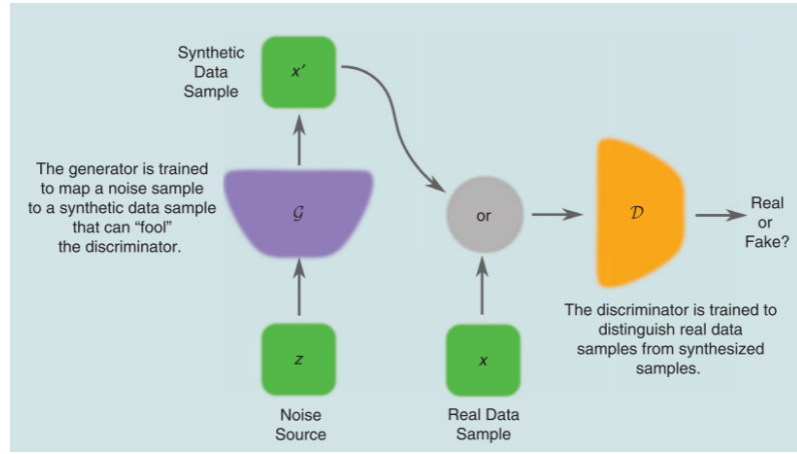 Synthetic
Data
Sample
x′
The generator is trained
to map a noise sample
to a synthetic data sample
that can “fool”
the discriminator.
G
or
D
Real
or
Fake?
z
x
The discriminator is trained to
distinguish real data
samples from synthesized
samples.
Noise
Source
Real Data
Sample